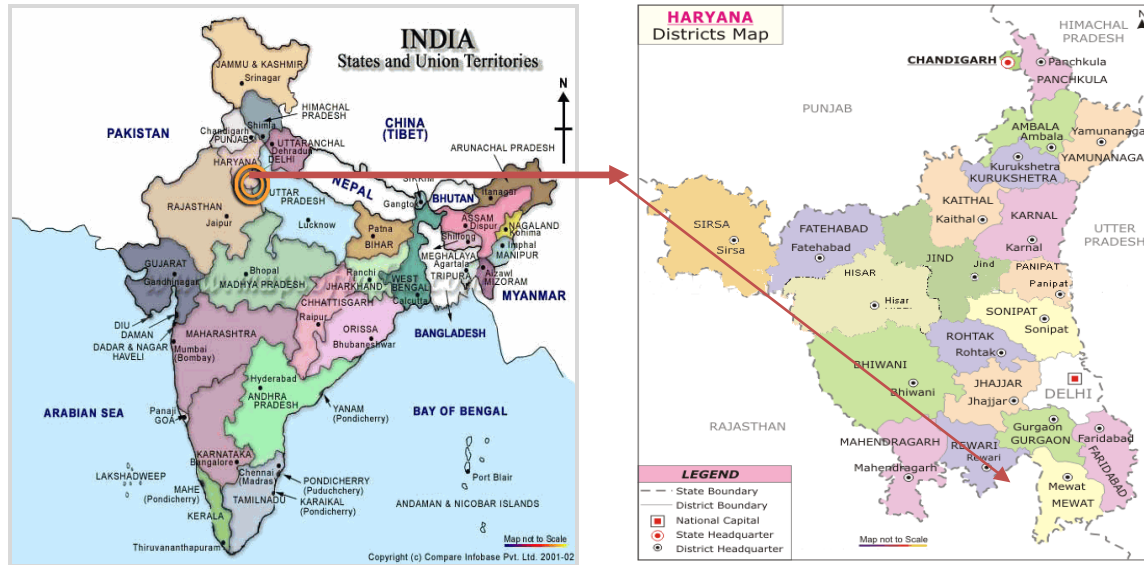 INDIA
States and Union Territories
JAMMU & KASHMIR
Srinagar
HIMACHAL
PRADESH
Shimla
Chandigarh
PUNJAB
UTTARANCHAL
Dehradun
HARYANA
DELHI
PAKISTAN
CHINA
(TIBET)
N
ARUNACHAL PRADESH
Itanagar
SIKKIM
Gangtok
NEPAL
BHUTAN
UTTAR
PRADESH
Lucknow
RAJASTHAN
Jaipur
Patna
BIHAR
ASSAM
Dispur
NAGALAND
Kohima
Shillong
MEGHALAYA
Imphal
MANIPUR
Agartala
TRIPURA
Aizawl
MIZORAM
MYANMAR
GUJARAT
Gandhinagar
Bhopal
MADHYA PRADESH
Ranchi
JHARKHAND
WEST
BENGAL
Calcutta
CHHATTISGARH
Raipur
ORISSA
Bhubaneshwar
BANGLADESH
DIU
DAMAN
DADAR & NAGAR
HAVELI
MAHARASHTRA
Mumbai
(Bombay)
Hyderabad
ANDHRA
PRADESH
YANAM
(Pondicherry)
ARABIAN SEA
BAY OF BENGAL
Panaji
GOA
KARNATAKA
Bangalore
Chennai
(Madras)
PONDICHERRY
(Puduchchery)
LAKSHADWEEP
MAHE
(Pondicherry)
TAMILNADU
KARAIKAL
(Pondicherry)
KERALA
Port Blair
ANDAMAN AND NICOBAR ISLANDS
Thiruvananthapuram
Map not to Scale
Copyright (c) Compare Infobase Pvt. Ltd. 2001-02
HARYANA
Districts Map
N
HIMACHAL
PRADESH
CHANDIGARH
Panchkula
PANCHKULA
PUNJAB
AMBALA
Ambala
Yamunanaga
YAMUNANAGA
Kurukshetra
KURUKSHETRA
KAITHAL
Kaithal
KARNAL
Karnal
UTTER
PRADESH
SIRSA
Sirsa
FATEHABAD
Fatehabad
JIND
Jind
HISAR
Hisar
PANIPAT
Panipat
SONIPAT
Sonipat
ROHTAK
Rohtak
BHIWANI
Bhiwani
JHAJJAR
Jhajjar
DELHI
RAJASTHAN
Gurgaon
GURGAON
Faridabad
FARIDABAD
MAHENDRAGARH
Mahendragarh
REWARI
Rewari
Mewat
MEWAT
LEGEND
State Boundary
District Boundary
National Capital
State Headquarter
District Headquarter
Map not to Scale